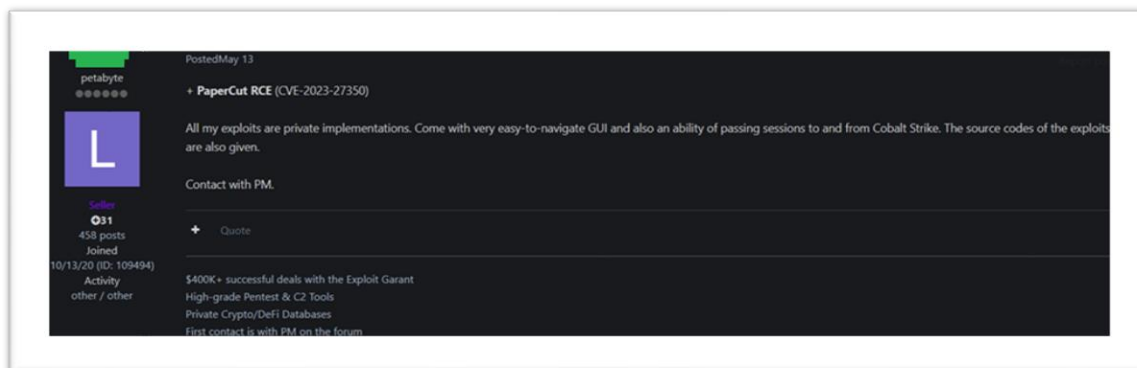 petabyte
L
Seller
31
458 posts
Joined
10/13/20 (ID: 109494)
Activity
other / other
PostedMay 13
+ PaperCut RCE (CVE-2023-27350)
All my exploits are private implementations. Come with very easy-to-navigate GUI and also an ability of passing sessions to and from Cobalt Strike. The source codes of the exploits
are also given.
Contact with PM.
+ Quote
$400K+ successful deals with the Exploit Garant
High-grade Pentest & C2 Tools
Private Crypto/DeFi Databases
First contact is with PM on the forum